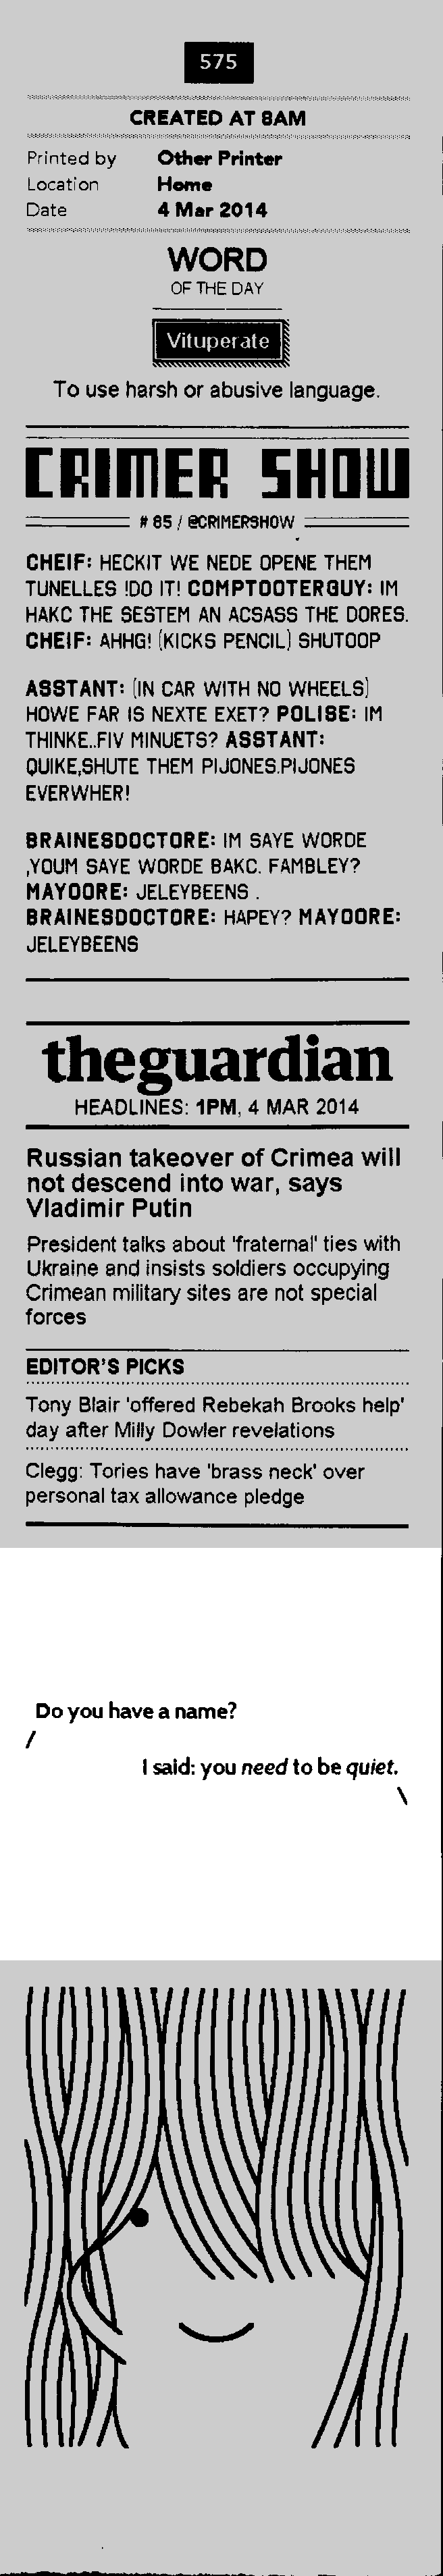 575
CREATED AT 8AM
Printed by Other Printer
Location Home
Date 4 Mar 2014
WORD
OF THE DAY
Vituperate
To use harsh or abusive language.
CRIMER SHOW
# 85 / @CRIMERSHOW
CHEIF: HECKIT WE NEDE OPENE THEM
TUNELLES !DO IT! COMPTOOTERGUY: IM
HAKC THE SESTEM AN ACSASS THE DORES.
CHEIF: AHHG! (KICKS PENCIL) SHUTOOP
ASSTANT: (IN CAR WITH NO WHEELS)
HOWE FAR IS NEXTE EXET? POLISE: IM
THINKE..FIV MINUETS? ASSTANT:
QUIKE,SHUTE THEM PIJONES.PIJONES
EVERWHER!
BRAINESDOCTORE: IM SAYE WORDE
,YOUM SAYE WORDE BAKC. FAMBLEY?
MAYOORE: JELEYBEENS .
BRAINESDOCTORE: HAPEY? MAYOORE:
JELEYBEENS
theguardian
HEADLINES: 1PM, 4 MAR 2014
Russian takeover of Crimea will
not descend into war, says
Vladimir Putin
President talks about 'fraternal' ties with
Ukraine and insists soldiers occupying
Crimean military sites are not special
forces
EDITOR'S PICKS
Tony Blair 'offered Rebekah Brooks help'
day after Milly Dowler revelations
Clegg: Tories have 'brass neck' over
personal tax allowance pledge
Do you have a name?
I said: you need to be quiet.